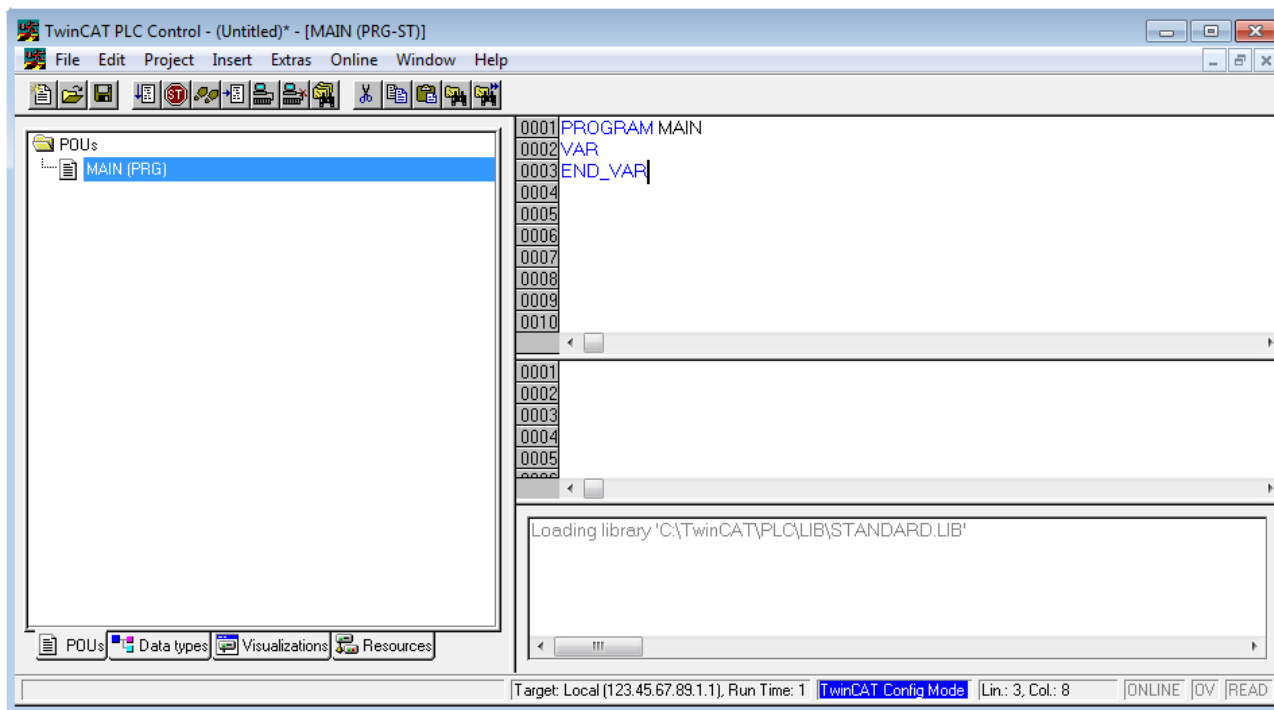 TwinCAT PLC Control - (Untitled)* - [MAIN (PRG-ST)]
File Edit Project Insert Extras Online Window Help
POUs
MAIN (PRG)
0001 PROGRAM MAIN
0002 VAR
0003 END_VAR
0004
0005
0006
0007
0008
0009
0010
0001
0002
0003
0004
0005
0006
Loading library 'C:\TwinCAT\PLC\LIB\STANDARD.LIB'
POUs Data types Visualizations Resources
Target: Local (123.45.67.89.1.1), Run Time: 1 TwinCAT Config Mode Lin.: 3, Col.: 8 ONLINE OV READ